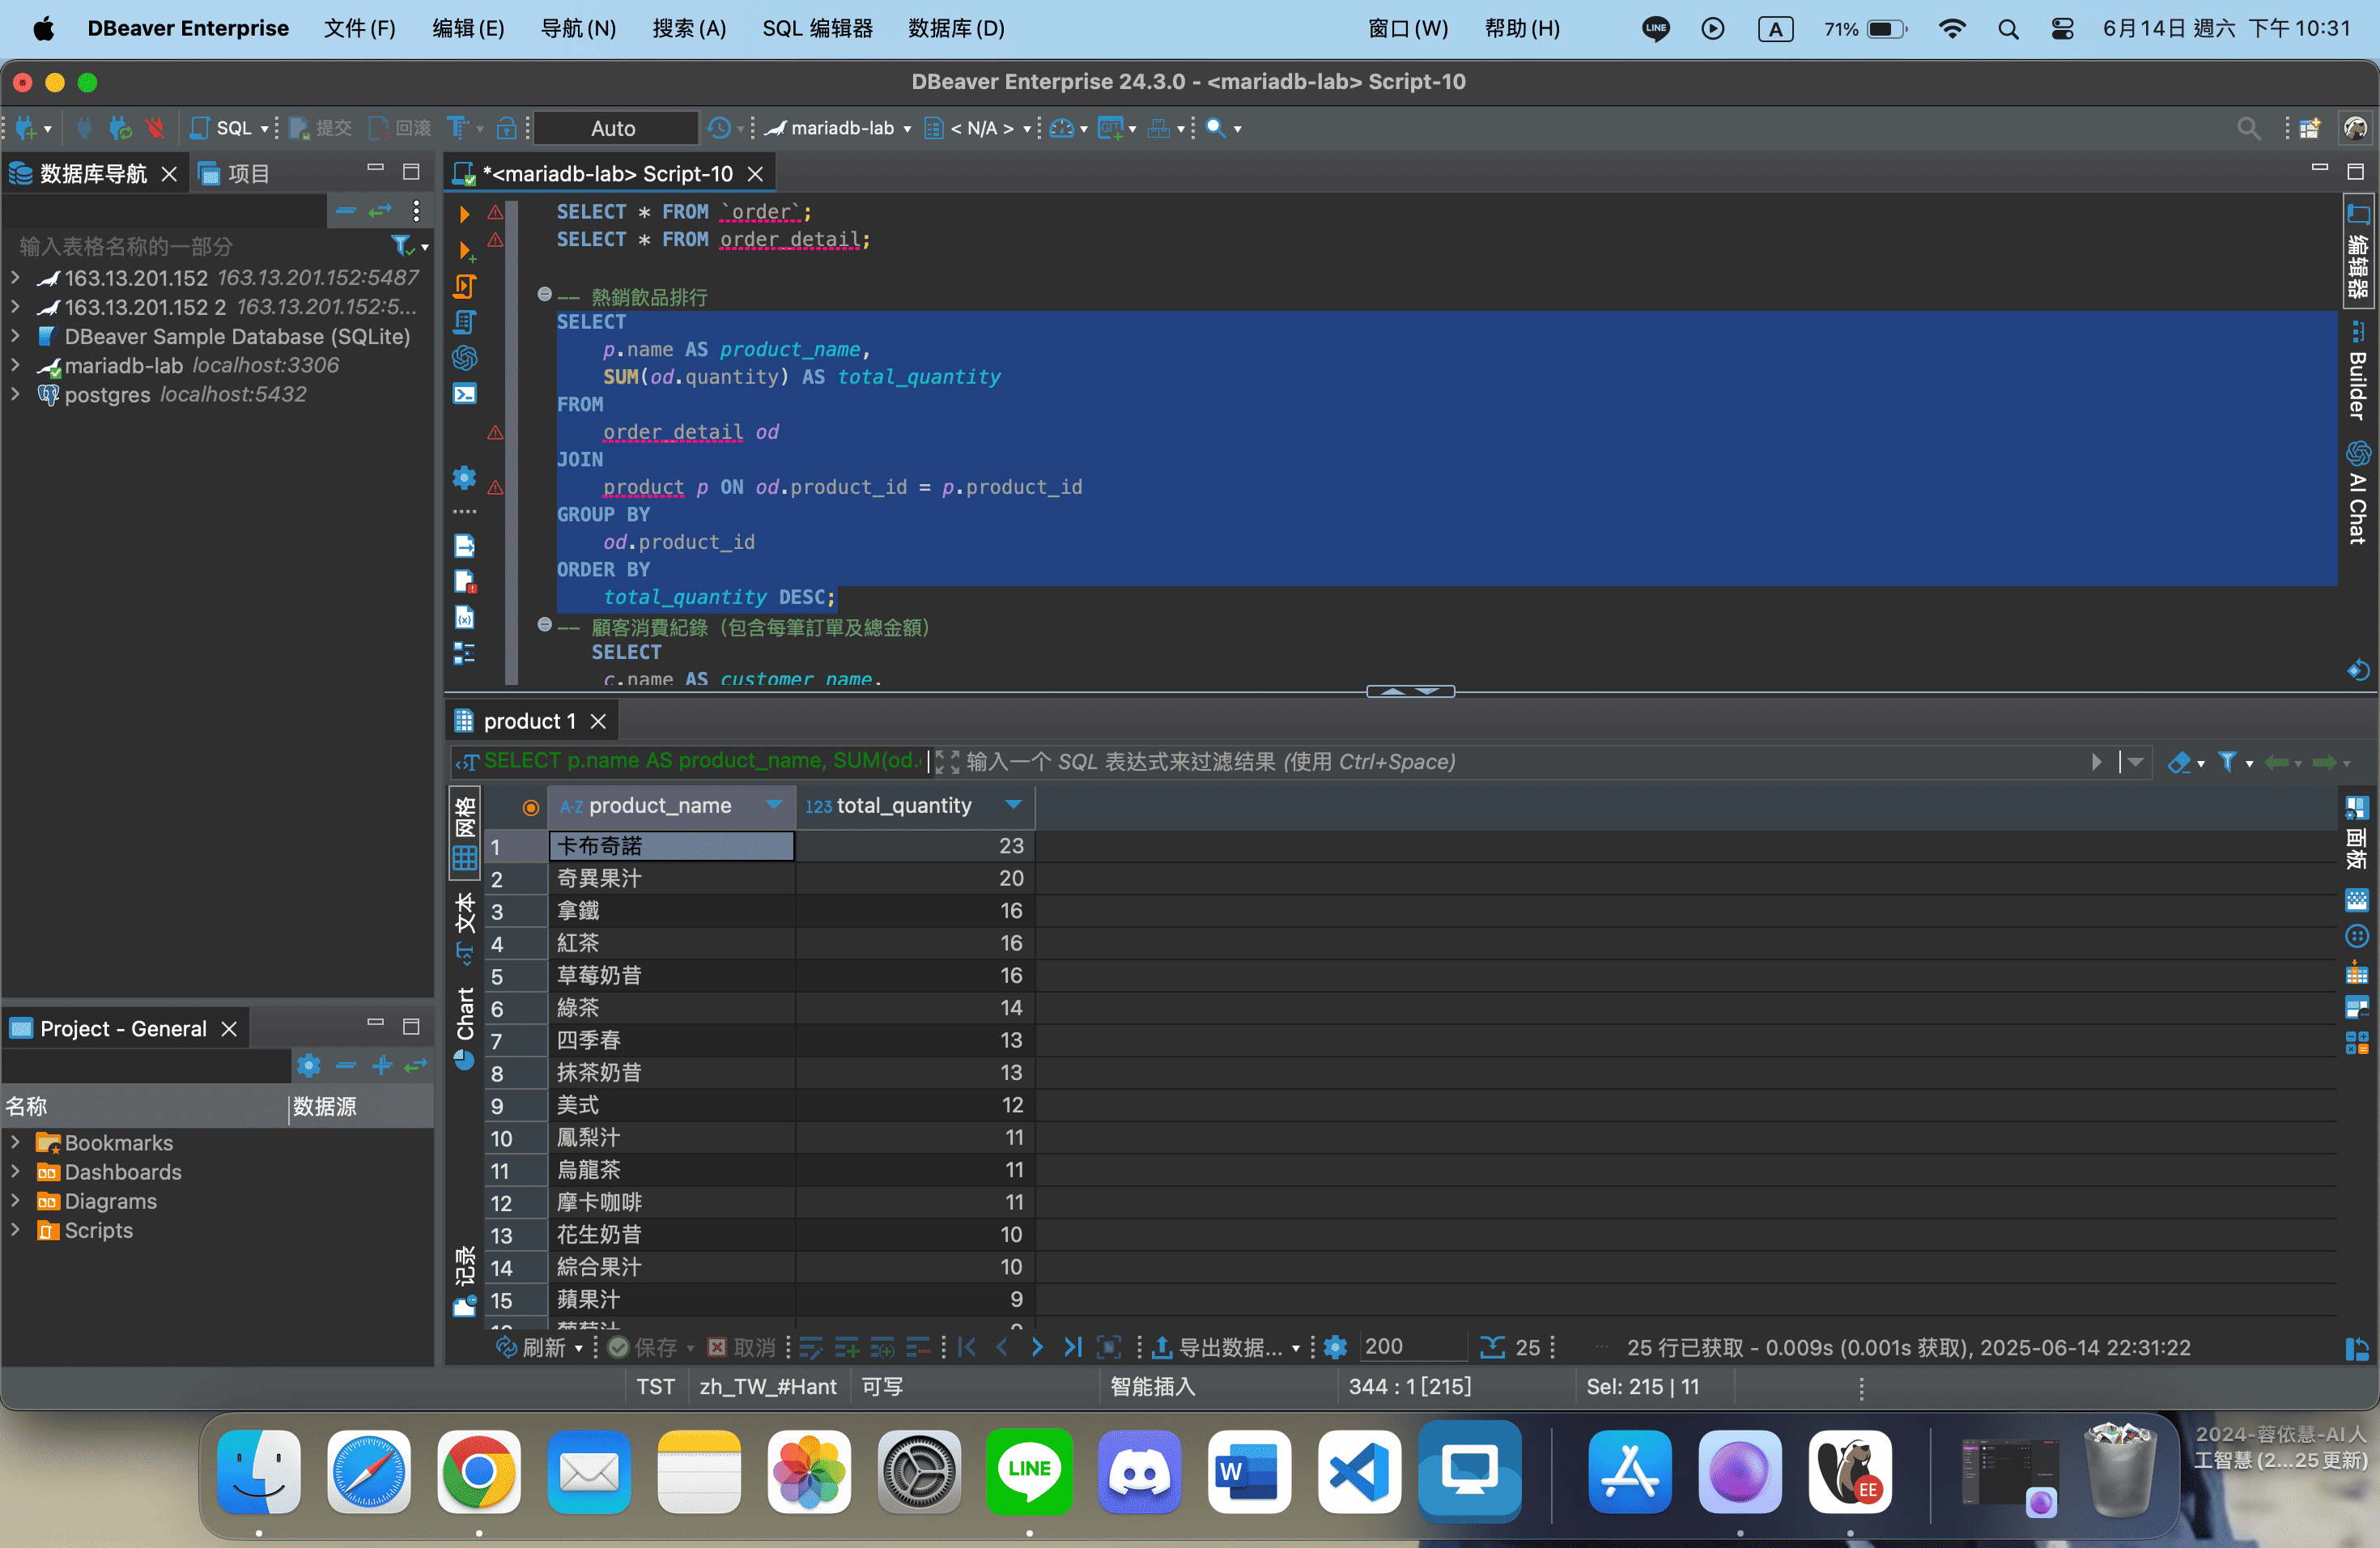 DBeaver Enterprise 文件(F) 编辑(E) 导航(N) 搜索(A) SQL 编辑器 数据库(D) 窗口(W) 帮助(H) LINE A 71% 6月14日 週六 下午 10:31
DBeaver Enterprise 24.3.0 - <mariadb-lab> Script-10
SQL 提交 回滚 Auto mariadb-lab < N/A >
数据库导航 项目
输入表格名称的一部分
163.13.201.152 163.13.201.152:5487
163.13.201.152 2 163.13.201.152:5...
DBeaver Sample Database (SQLite)
mariadb-lab localhost:3306
postgres localhost:5432
Project - General
名称 数据源
Bookmarks
Dashboards
Diagrams
Scripts
*<mariadb-lab> Script-10
SELECT * FROM `order`;
SELECT * FROM order_detail;
-- 熱銷飲品排行
SELECT
p.name AS product_name,
SUM(od.quantity) AS total_quantity
FROM
order_detail od
JOIN
product p ON od.product_id = p.product_id
GROUP BY
od.product_id
ORDER BY
total_quantity DESC;
-- 顧客消費紀錄（包含每筆訂單及總金額）
SELECT
c.name AS customer_name,
编辑器
Builder
AI Chat
product 1
SELECT p.name AS product_name, SUM(od. 输入一个 SQL 表达式来过滤结果 (使用 Ctrl+Space)
网格
文本
Chart
记录
面板
A-Z product_name 123 total_quantity
1 卡布奇諾 23
2 奇異果汁 20
3 拿鐵 16
4 紅茶 16
5 草莓奶昔 16
6 綠茶 14
7 四季春 13
8 抹茶奶昔 13
9 美式 12
10 鳳梨汁 11
11 烏龍茶 11
12 摩卡咖啡 11
13 花生奶昔 10
14 綜合果汁 10
15 蘋果汁 9
刷新 保存 取消 导出数据... 200 25 25 行已获取 - 0.009s (0.001s 获取), 2025-06-14 22:31:22
TST zh_TW_#Hant 可写 智能插入 344 : 1 [215] Sel: 215 | 11
LINE
W
EE
2024-蓉依慧-AI人
工智慧 (2...25更新)